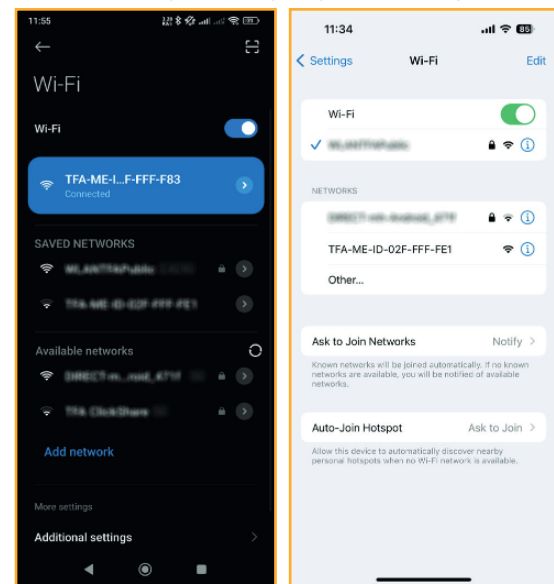 11:55
Wi-Fi
Wi-Fi
TFA-ME-I...F-FFF-F83
Connected
SAVED NETWORKS
Available networks
Add network
More settings
Additional settings
11:34
85
Settings
Wi-Fi
Edit
Wi-Fi
NETWORKS
TFA-ME-ID-02F-FFF-FE1
Other...
Ask to Join Networks
Notify
Known networks will be joined automatically. If no known
networks are available, you will be notified of available
networks.
Auto-Join Hotspot
Ask to Join
Allow this device to automatically discover nearby
personal hotspots when no Wi-Fi network is available.